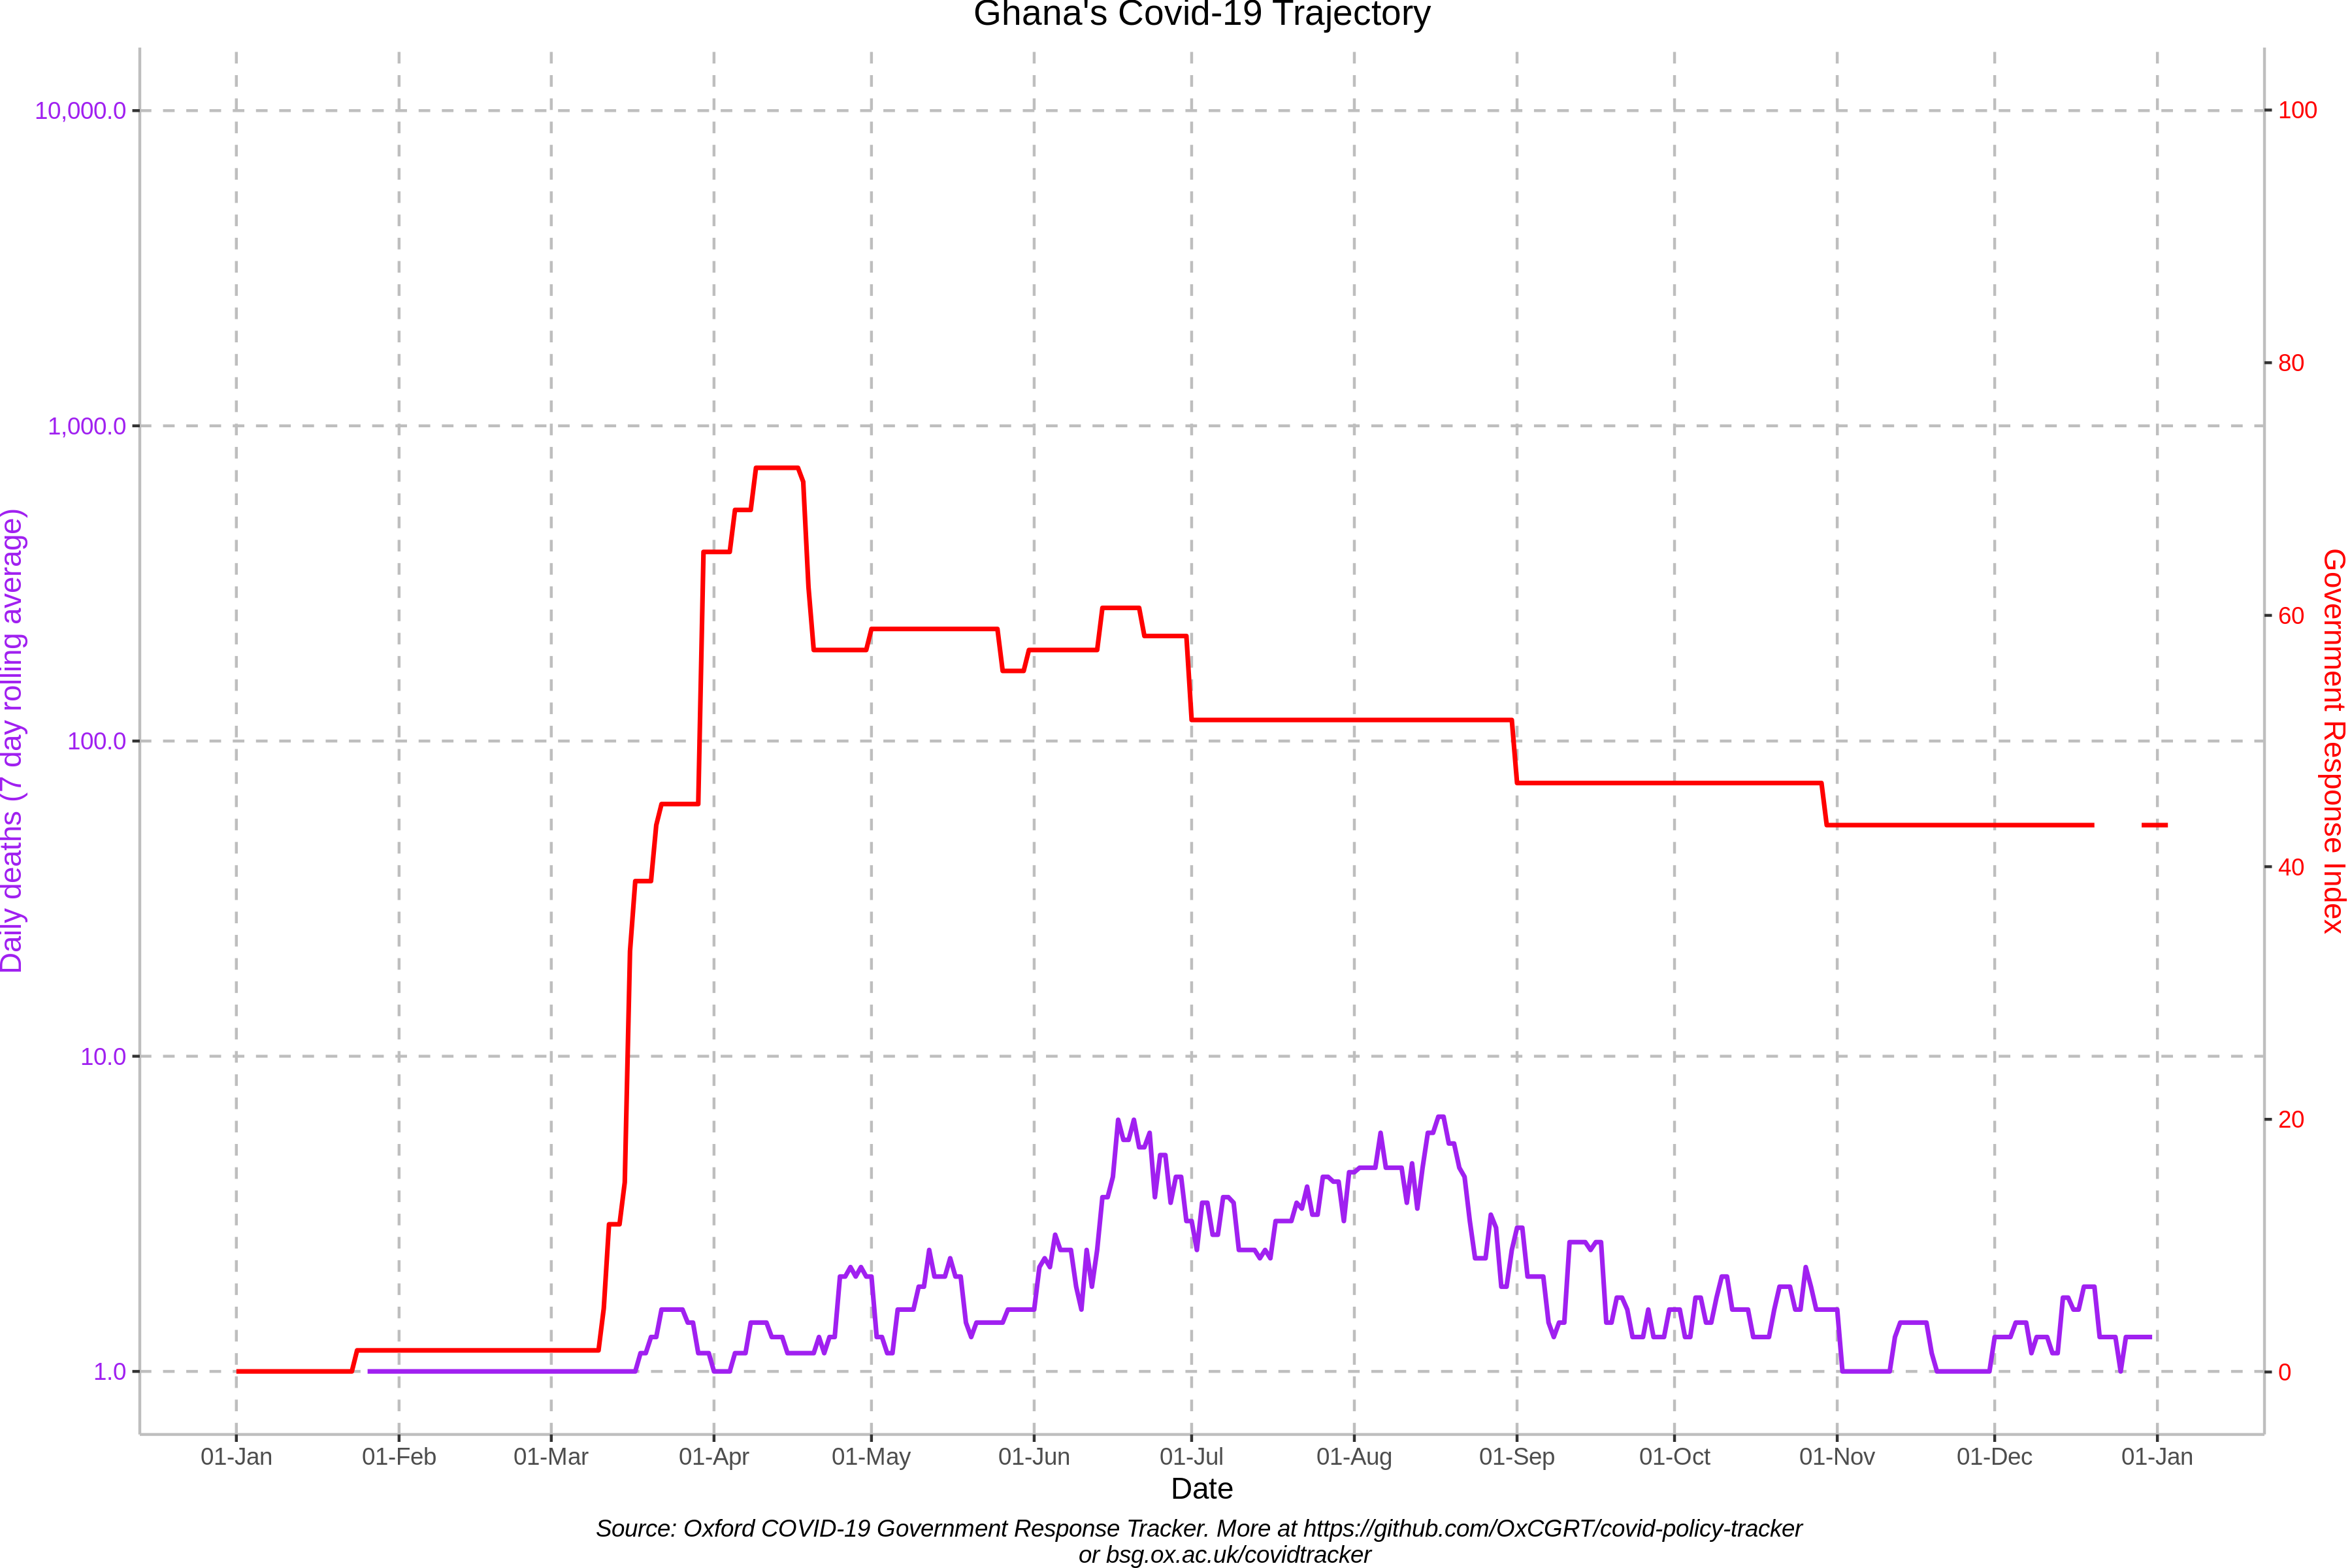 Ghana's Covid-19 Trajectory
10,000.0
1,000.0
100.0
10.0
1.0
Daily deaths (7 day rolling average)
100
80
60
40
20
0
Government Response Index
01-Jan
01-Feb
01-Mar
01-Apr
01-May
01-Jun
01-Jul
01-Aug
01-Sep
01-Oct
01-Nov
01-Dec
01-Jan
Date
Source: Oxford COVID-19 Government Response Tracker. More at https://github.com/OxCGRT/covid-policy-tracker
or bsg.ox.ac.uk/covidtracker